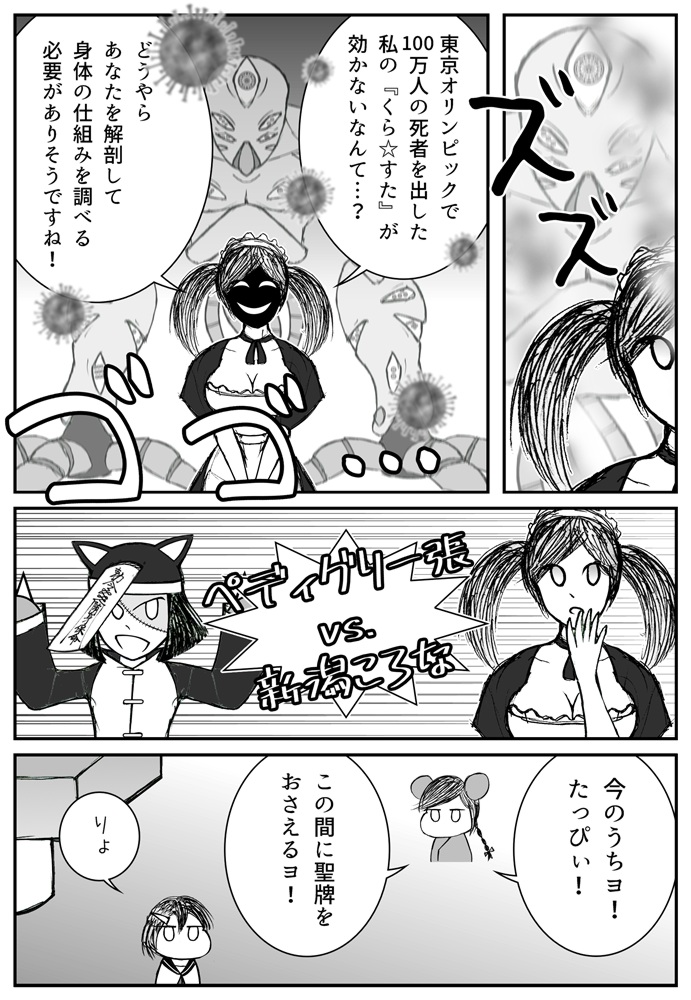 ズズ
東京オリンピックで
100万人の死者を出した
私の『くら☆すた』が
効かないなんて…?
どうやら
あなたを解剖して
身体の仕組みを調べる
必要がありそうですね!
ゴゴ…
ペディグリー張
vs.
新潟ころな
今のうちヨ!
たっぴぃ!
この間に聖牌を
おさえるヨ!
りょ